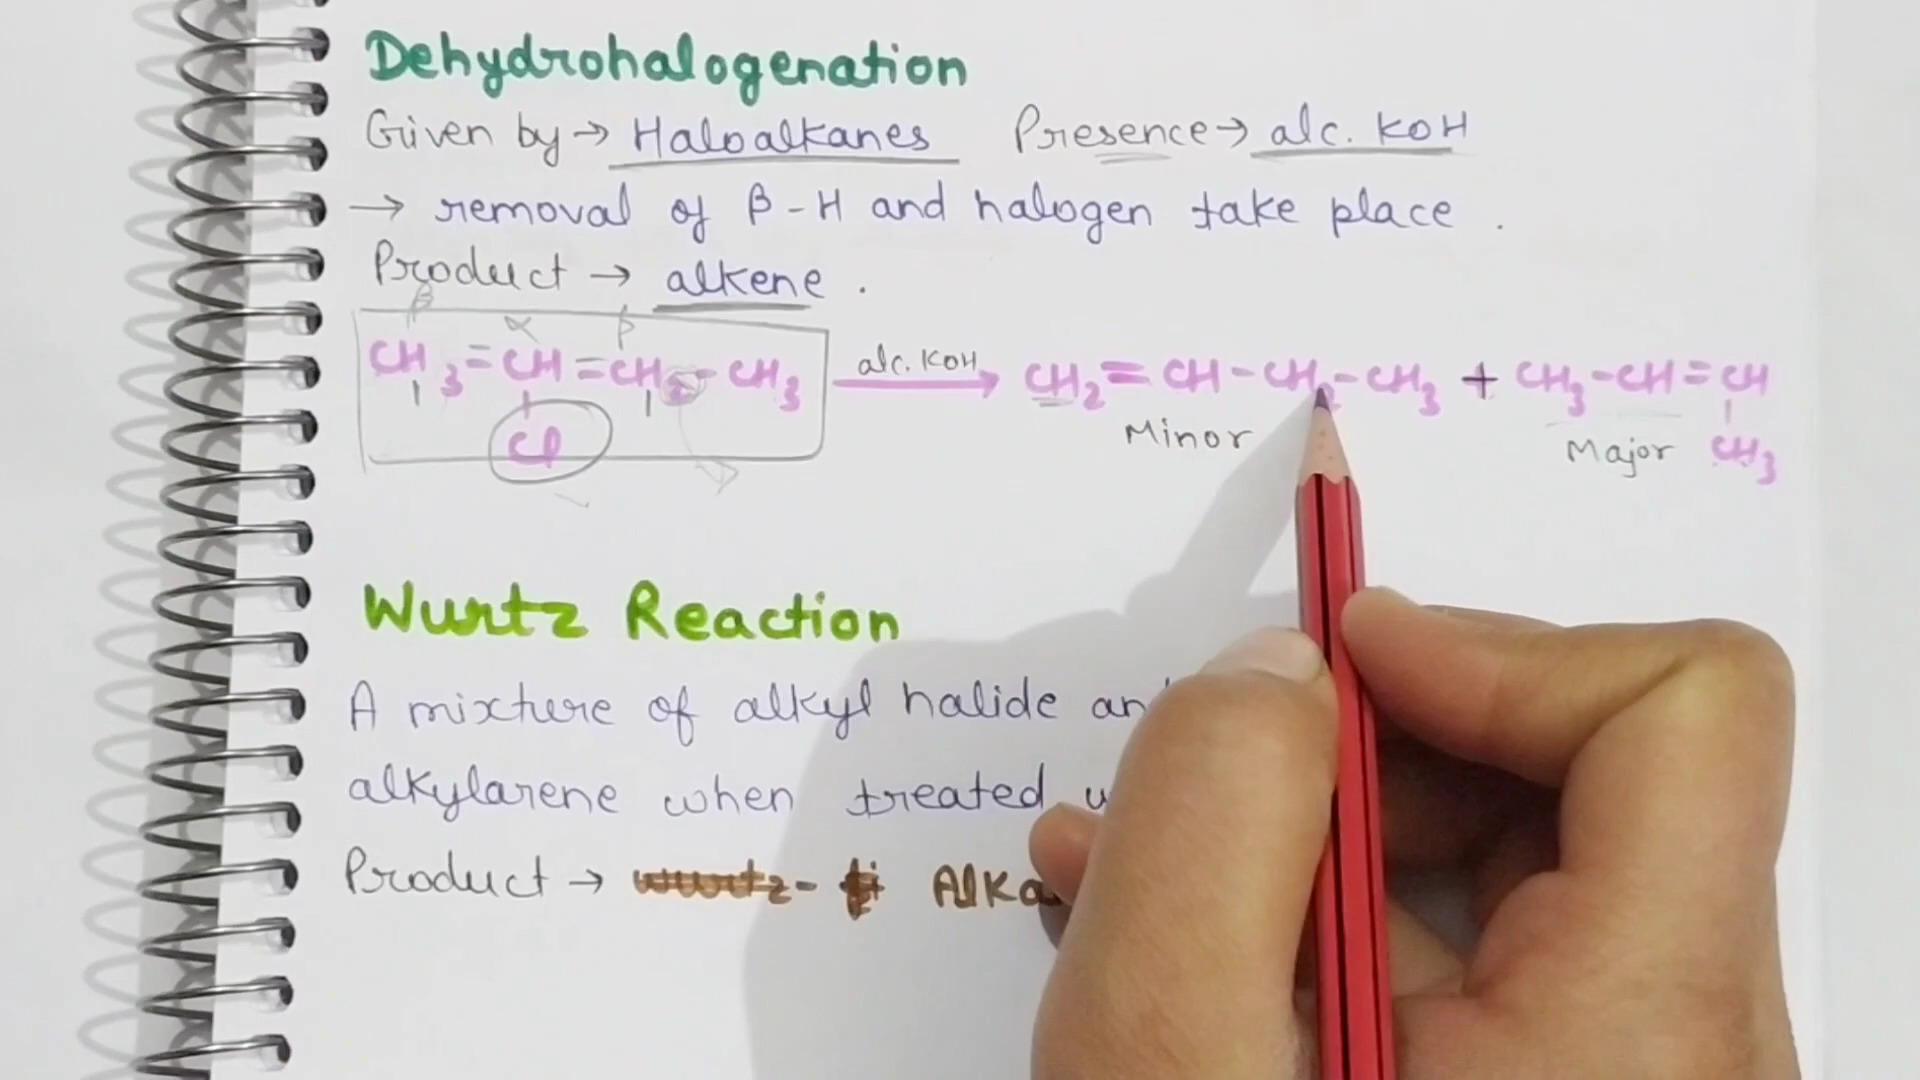 Dehydrohalogenation
Given by → Haloalkanes Presence → alc. KOH
→ removal of β-H and halogen take place .
Product → alkene .
β α β
CH3=CH=CH2-CH3 alc. KOH CH2=CH-CH2-CH3 + CH3-CH=CH
Cl Minor Major CH3
Wurtz Reaction
A mixture of alkyl halide
alkylarene when treated
Product →